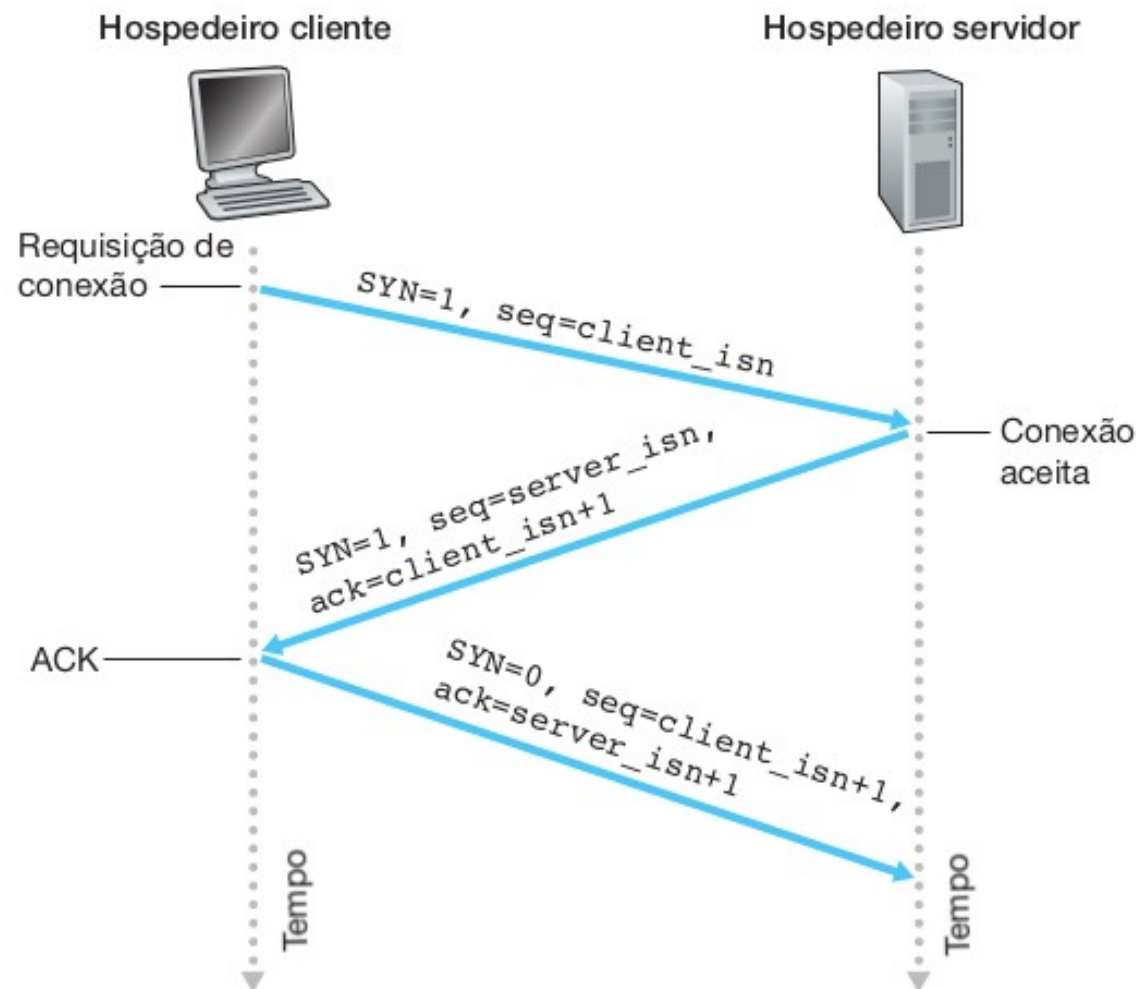 Hospedeiro cliente
Hospedeiro servidor
Requisição de
conexão
SYN=1, seq=client_isn
Conexão
aceita
SYN=1, seq=server_isn,
ack=client_isn+1
ACK
SYN=0, seq=client_isn+1,
ack=server_isn+1
Tempo
Tempo